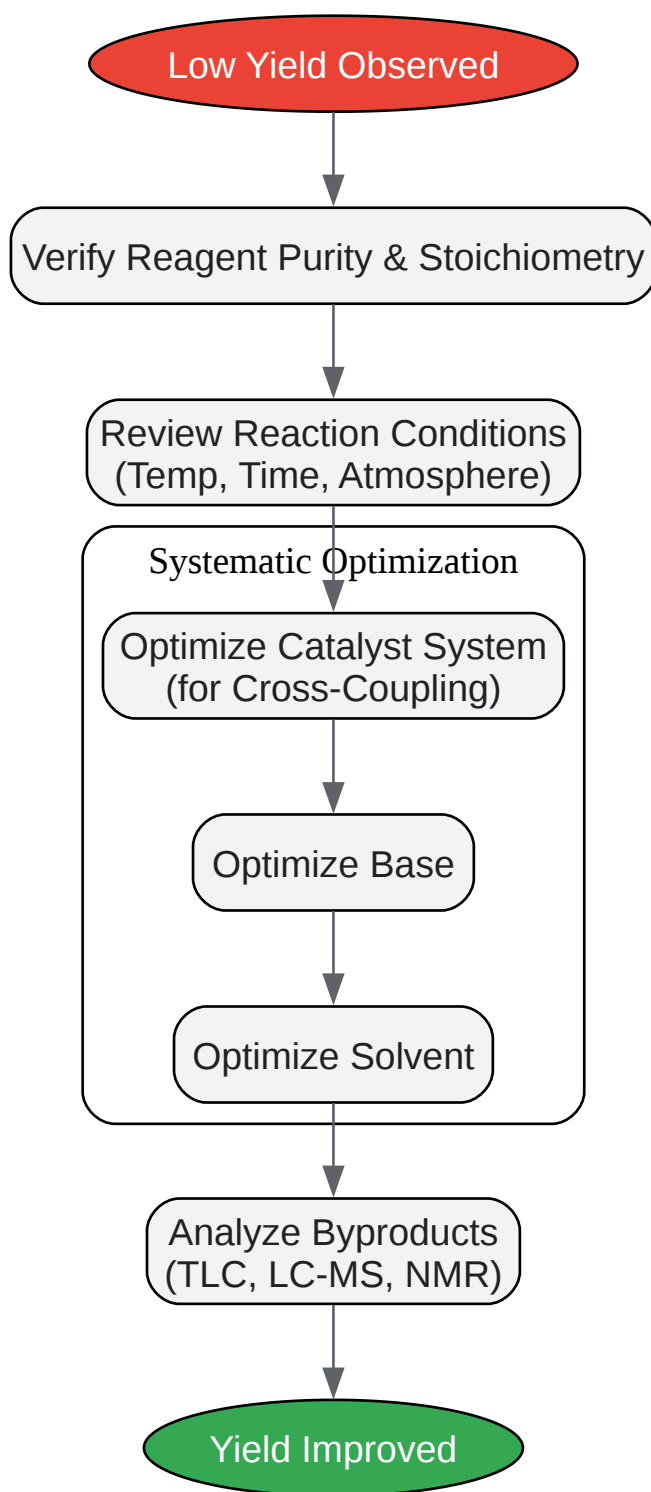 Low Yield Observed
Verify Reagent Purity & Stoichiometry
Review Reaction Conditions
(Temp, Time, Atmosphere)
Systematic Optimization
Optimize Catalyst System
(for Cross-Coupling)
Optimize Base
Optimize Solvent
Analyze Byproducts
(TLC, LC-MS, NMR)
Yield Improved